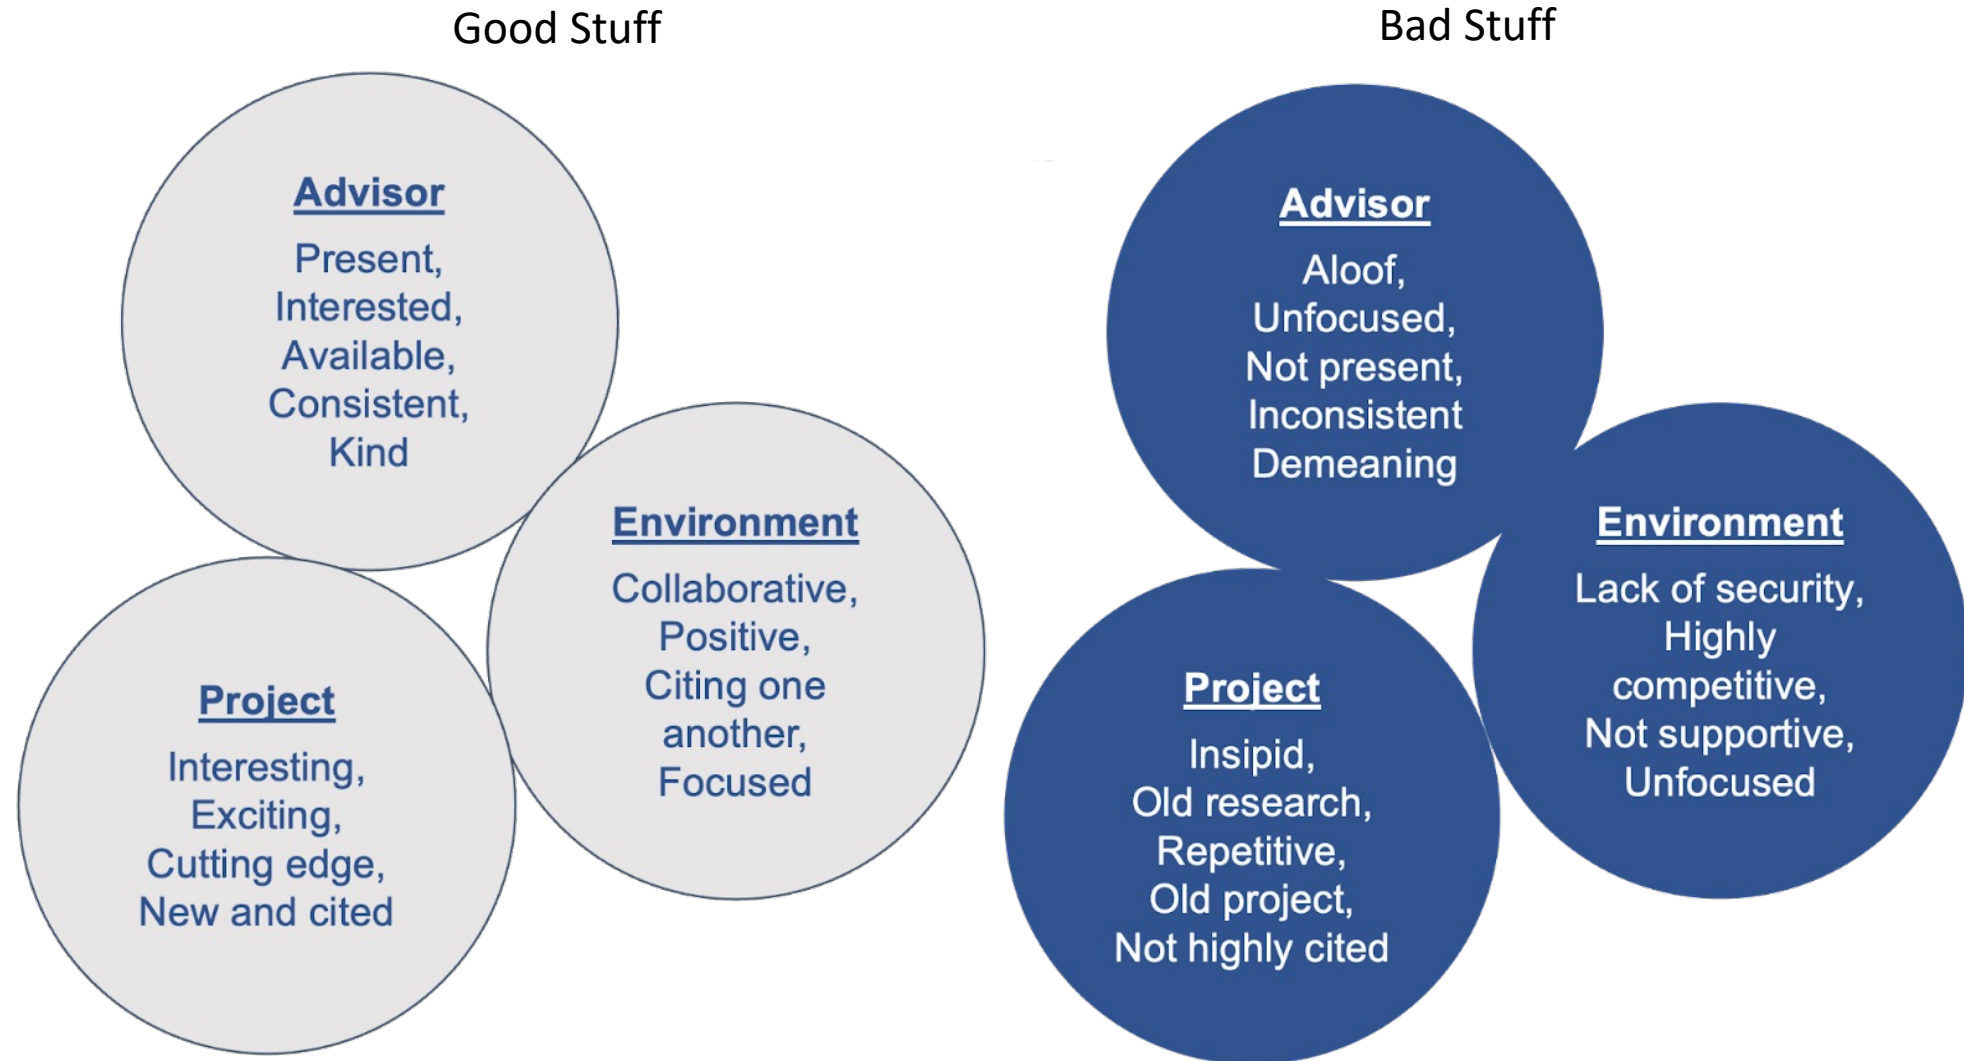 Good Stuff
Advisor
Present,
Interested,
Available,
Consistent,
Kind
Environment
Collaborative,
Positive,
Citing one
another,
Focused
Project
Interesting,
Exciting,
Cutting edge,
New and cited
Bad Stuff
Advisor
Aloof,
Unfocused,
Not present,
Inconsistent
Demeaning
Environment
Lack of security,
Highly
competitive,
Not supportive,
Unfocused
Project
Insipid,
Old research,
Repetitive,
Old project,
Not highly cited